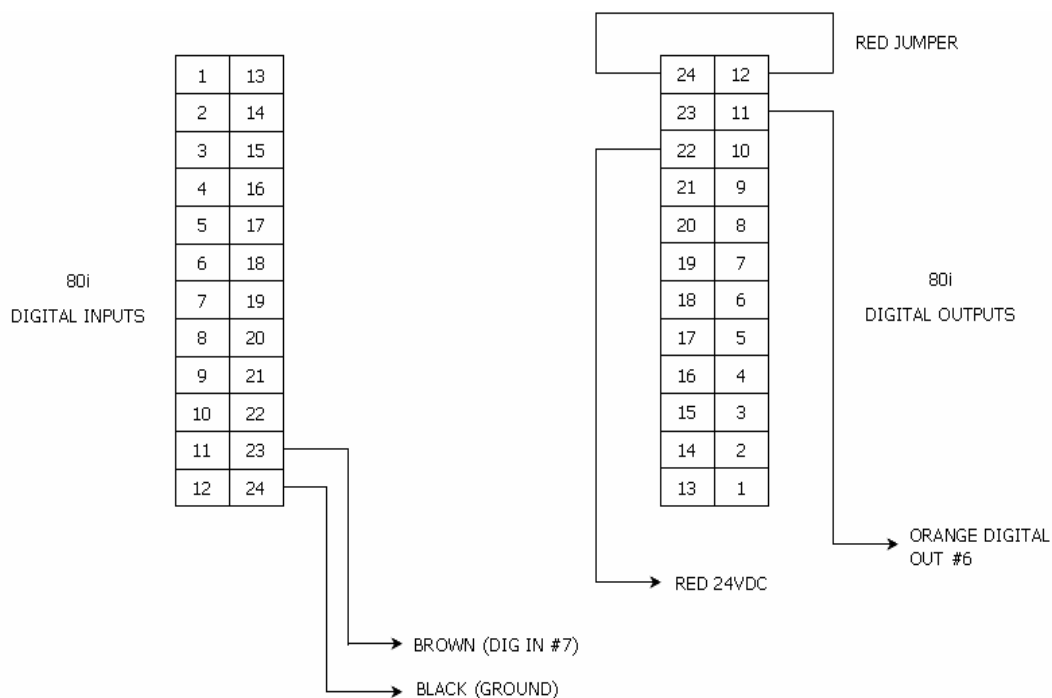 RED JUMPER
1 13
2 14
3 15
4 16
5 17
6 18
7 19
8 20
9 21
10 22
11 23
12 24
80i
DIGITAL INPUTS
24 12
23 11
22 10
21 9
20 8
19 7
18 6
17 5
16 4
15 3
14 2
13 1
80i
DIGITAL OUTPUTS
ORANGE DIGITAL
OUT #6
RED 24VDC
BROWN (DIG IN #7)
BLACK (GROUND)